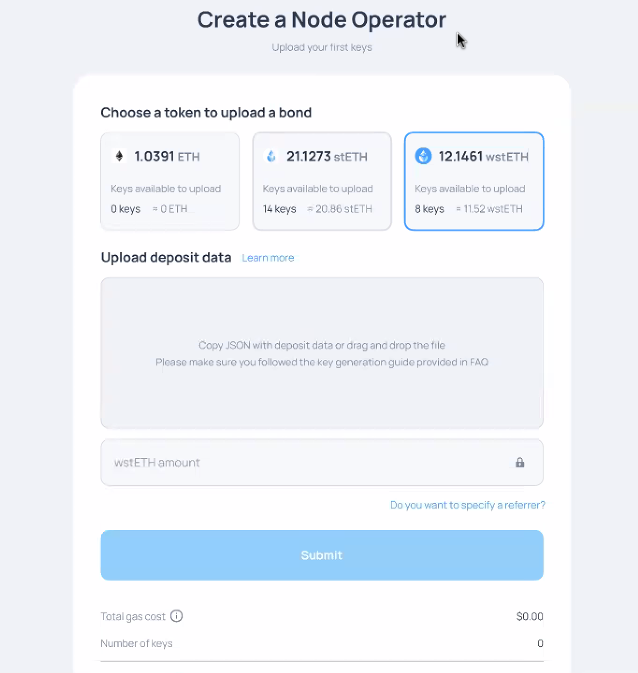 Create a Node Operator
Upload your first keys
Choose a token to upload a bond
1.0391 ETH
Keys available to upload
0 keys ≈ 0 ETH
21.1273 stETH
Keys available to upload
14 keys ≈ 20.86 stETH
12.1461 wstETH
Keys available to upload
8 keys ≈ 11.52 wstETH
Upload deposit data Learn more
Copy JSON with deposit data or drag and drop the file
Please make sure you followed the key generation guide provided in FAQ
wstETH amount
Do you want to specify a referrer?
Submit
Total gas cost $0.00
Number of keys 0